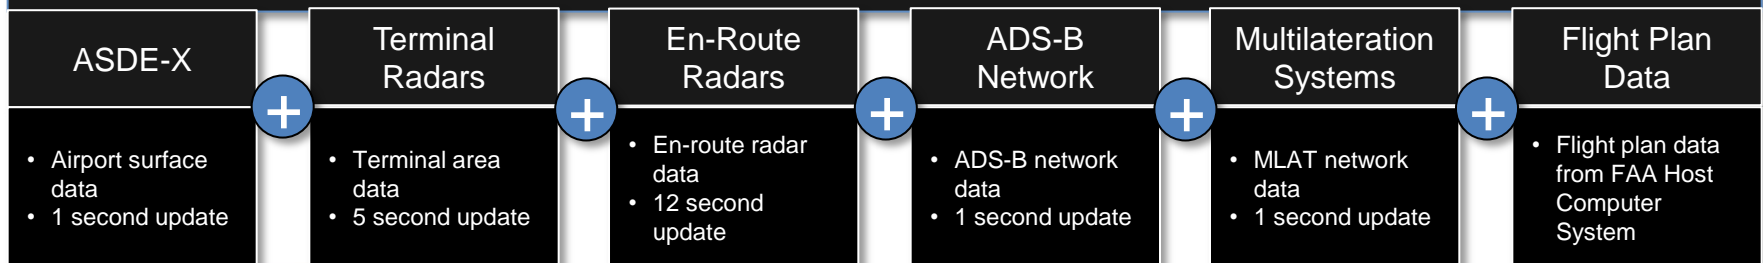 ASDE-X
• Airport surface
data
• 1 second update
+
Terminal
Radars
• Terminal area
data
• 5 second update
+
En-Route
Radars
• En-route radar
data
• 12 second
update
+
ADS-B
Network
• ADS-B network
data
• 1 second update
+
Multilateration
Systems
• MLAT network
data
• 1 second update
+
Flight Plan
Data
• Flight plan data
from FAA Host
Computer
System